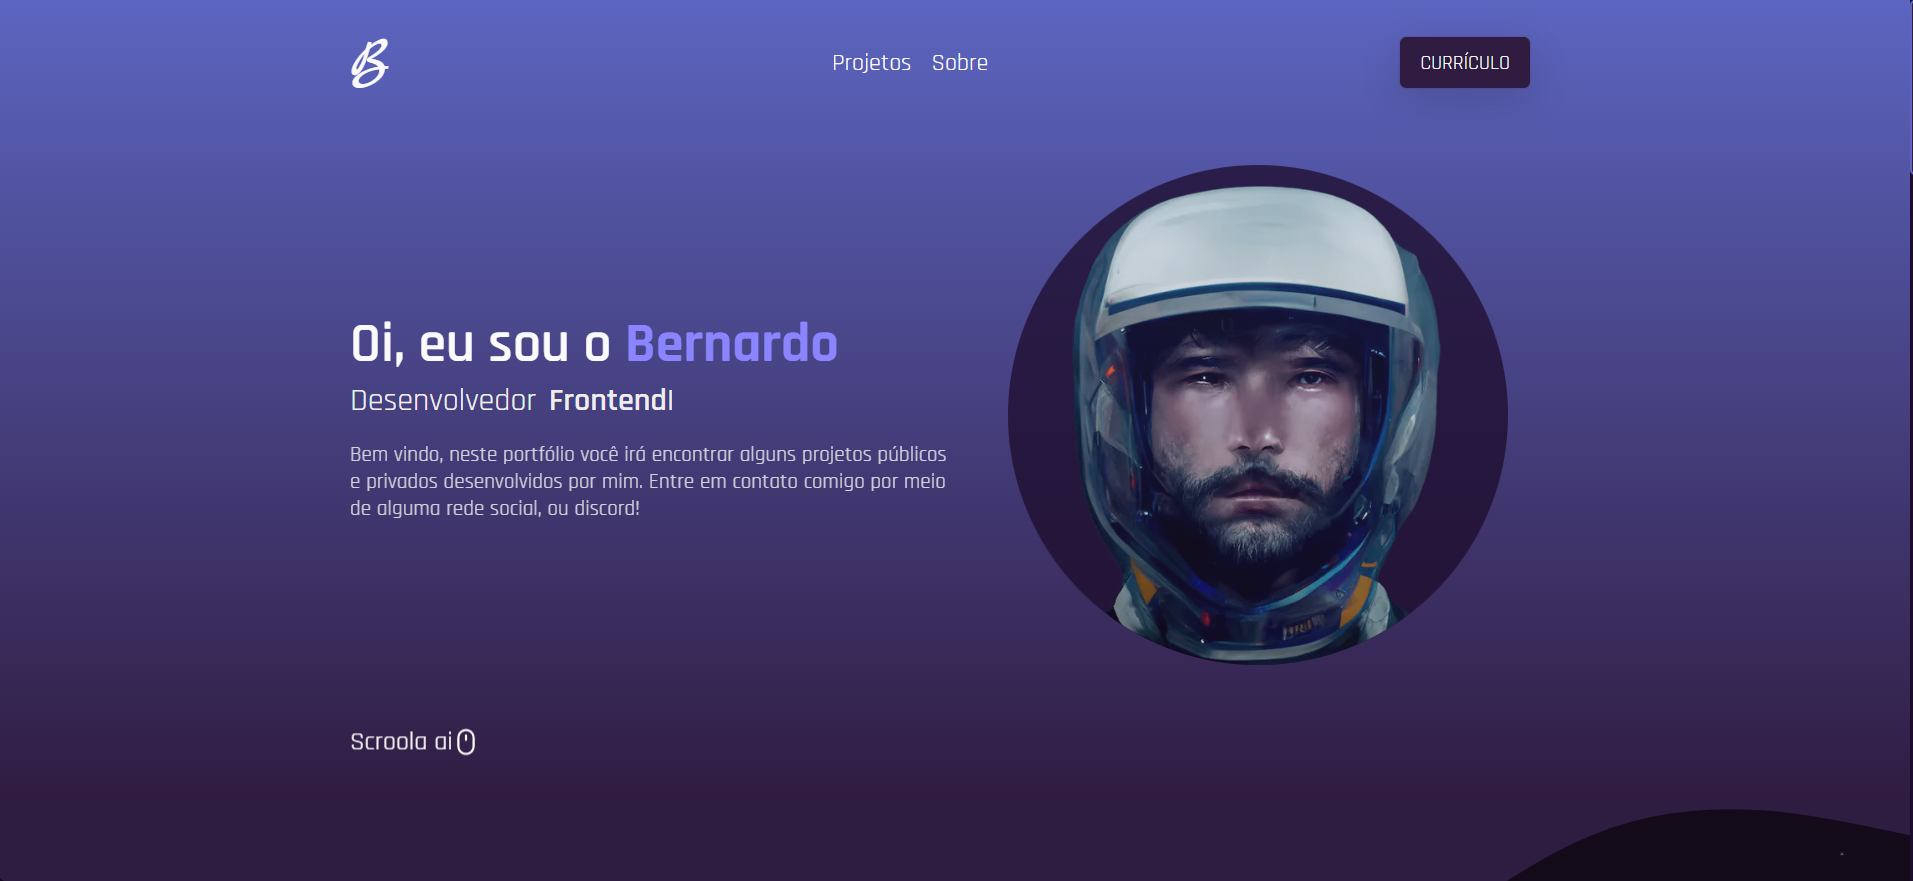 B
Projetos Sobre
CURRÍCULO
Oi, eu sou o Bernardo
Desenvolvedor Frontend|
Bem vindo, neste portfólio você irá encontrar alguns projetos públicos
e privados desenvolvidos por mim. Entre em contato comigo por meio
de alguma rede social, ou discord!
Scroola ai